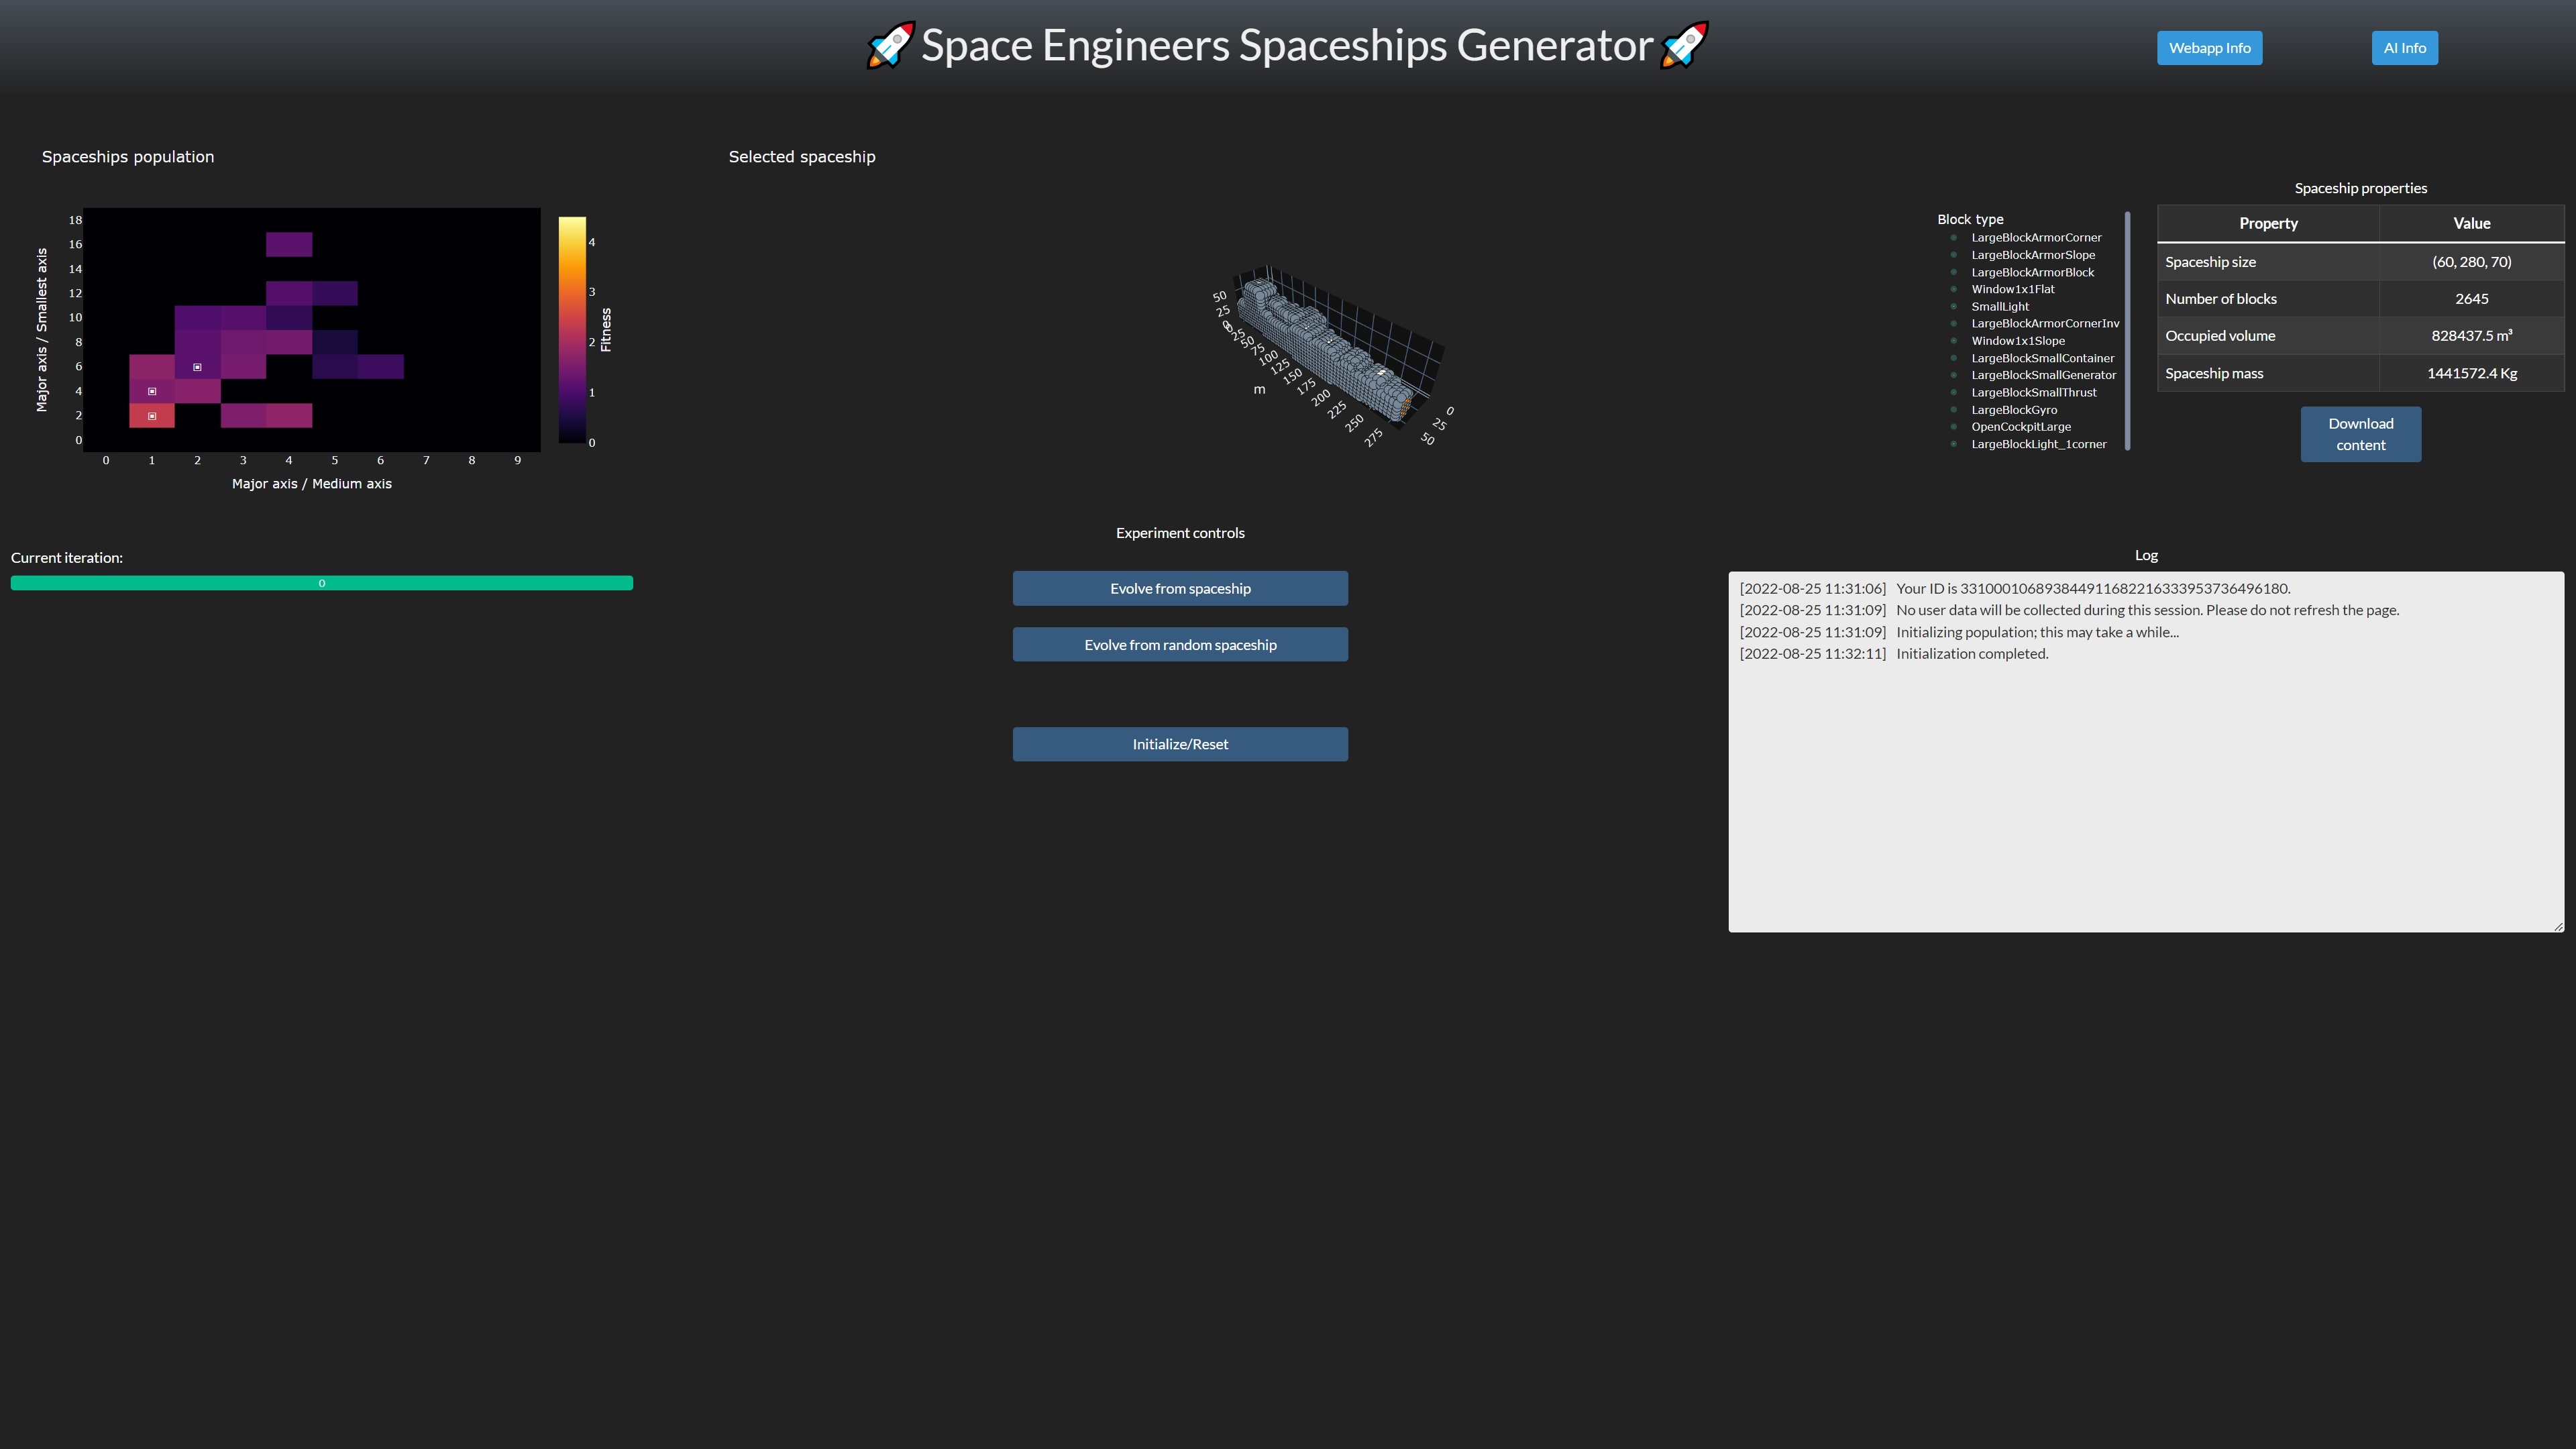 Space Engineers Spaceships Generator
Webapp Info
AI Info
Spaceships population
18
16
14
12
10
8
6
4
2
0
0 1 2 3 4 5 6 7 8 9
Major axis / Smallest axis
Major axis / Medium axis
4
3
2
1
0
Fitness
Selected spaceship
50
25
0
0
25
50
75
100
125
150
175
200
225
250
275
m
0
25
50
Block type
LargeBlockArmorCorner
LargeBlockArmorSlope
LargeBlockArmorBlock
Window1x1Flat
SmallLight
LargeBlockArmorCornerInv
Window1x1Slope
LargeBlockSmallContainer
LargeBlockSmallGenerator
LargeBlockSmallThrust
LargeBlockGyro
OpenCockpitLarge
LargeBlockLight_1corner
Spaceship properties
Property Value
Spaceship size (60, 280, 70)
Number of blocks 2645
Occupied volume 828437.5 m³
Spaceship mass 1441572.4 Kg
Download
content
Current iteration:
0
Experiment controls
Evolve from spaceship
Evolve from random spaceship
Initialize/Reset
Log
[2022-08-25 11:31:06] Your ID is 331000106893844911682216333953736496180.
[2022-08-25 11:31:09] No user data will be collected during this session. Please do not refresh the page.
[2022-08-25 11:31:09] Initializing population; this may take a while...
[2022-08-25 11:32:11] Initialization completed.